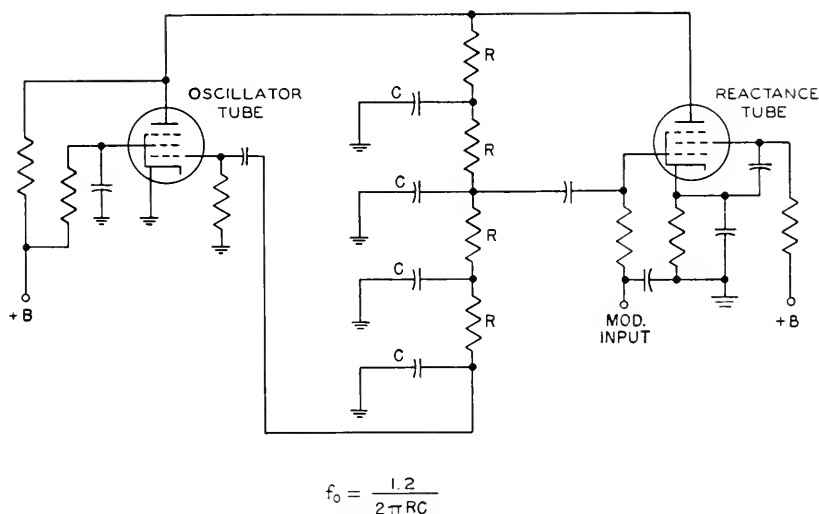 OSCILLATOR
TUBE
REACTANCE
TUBE
R
C
R
C
R
C
R
C
+B
MOD.
INPUT
+B
f₀ = 1.2 / 2πRC